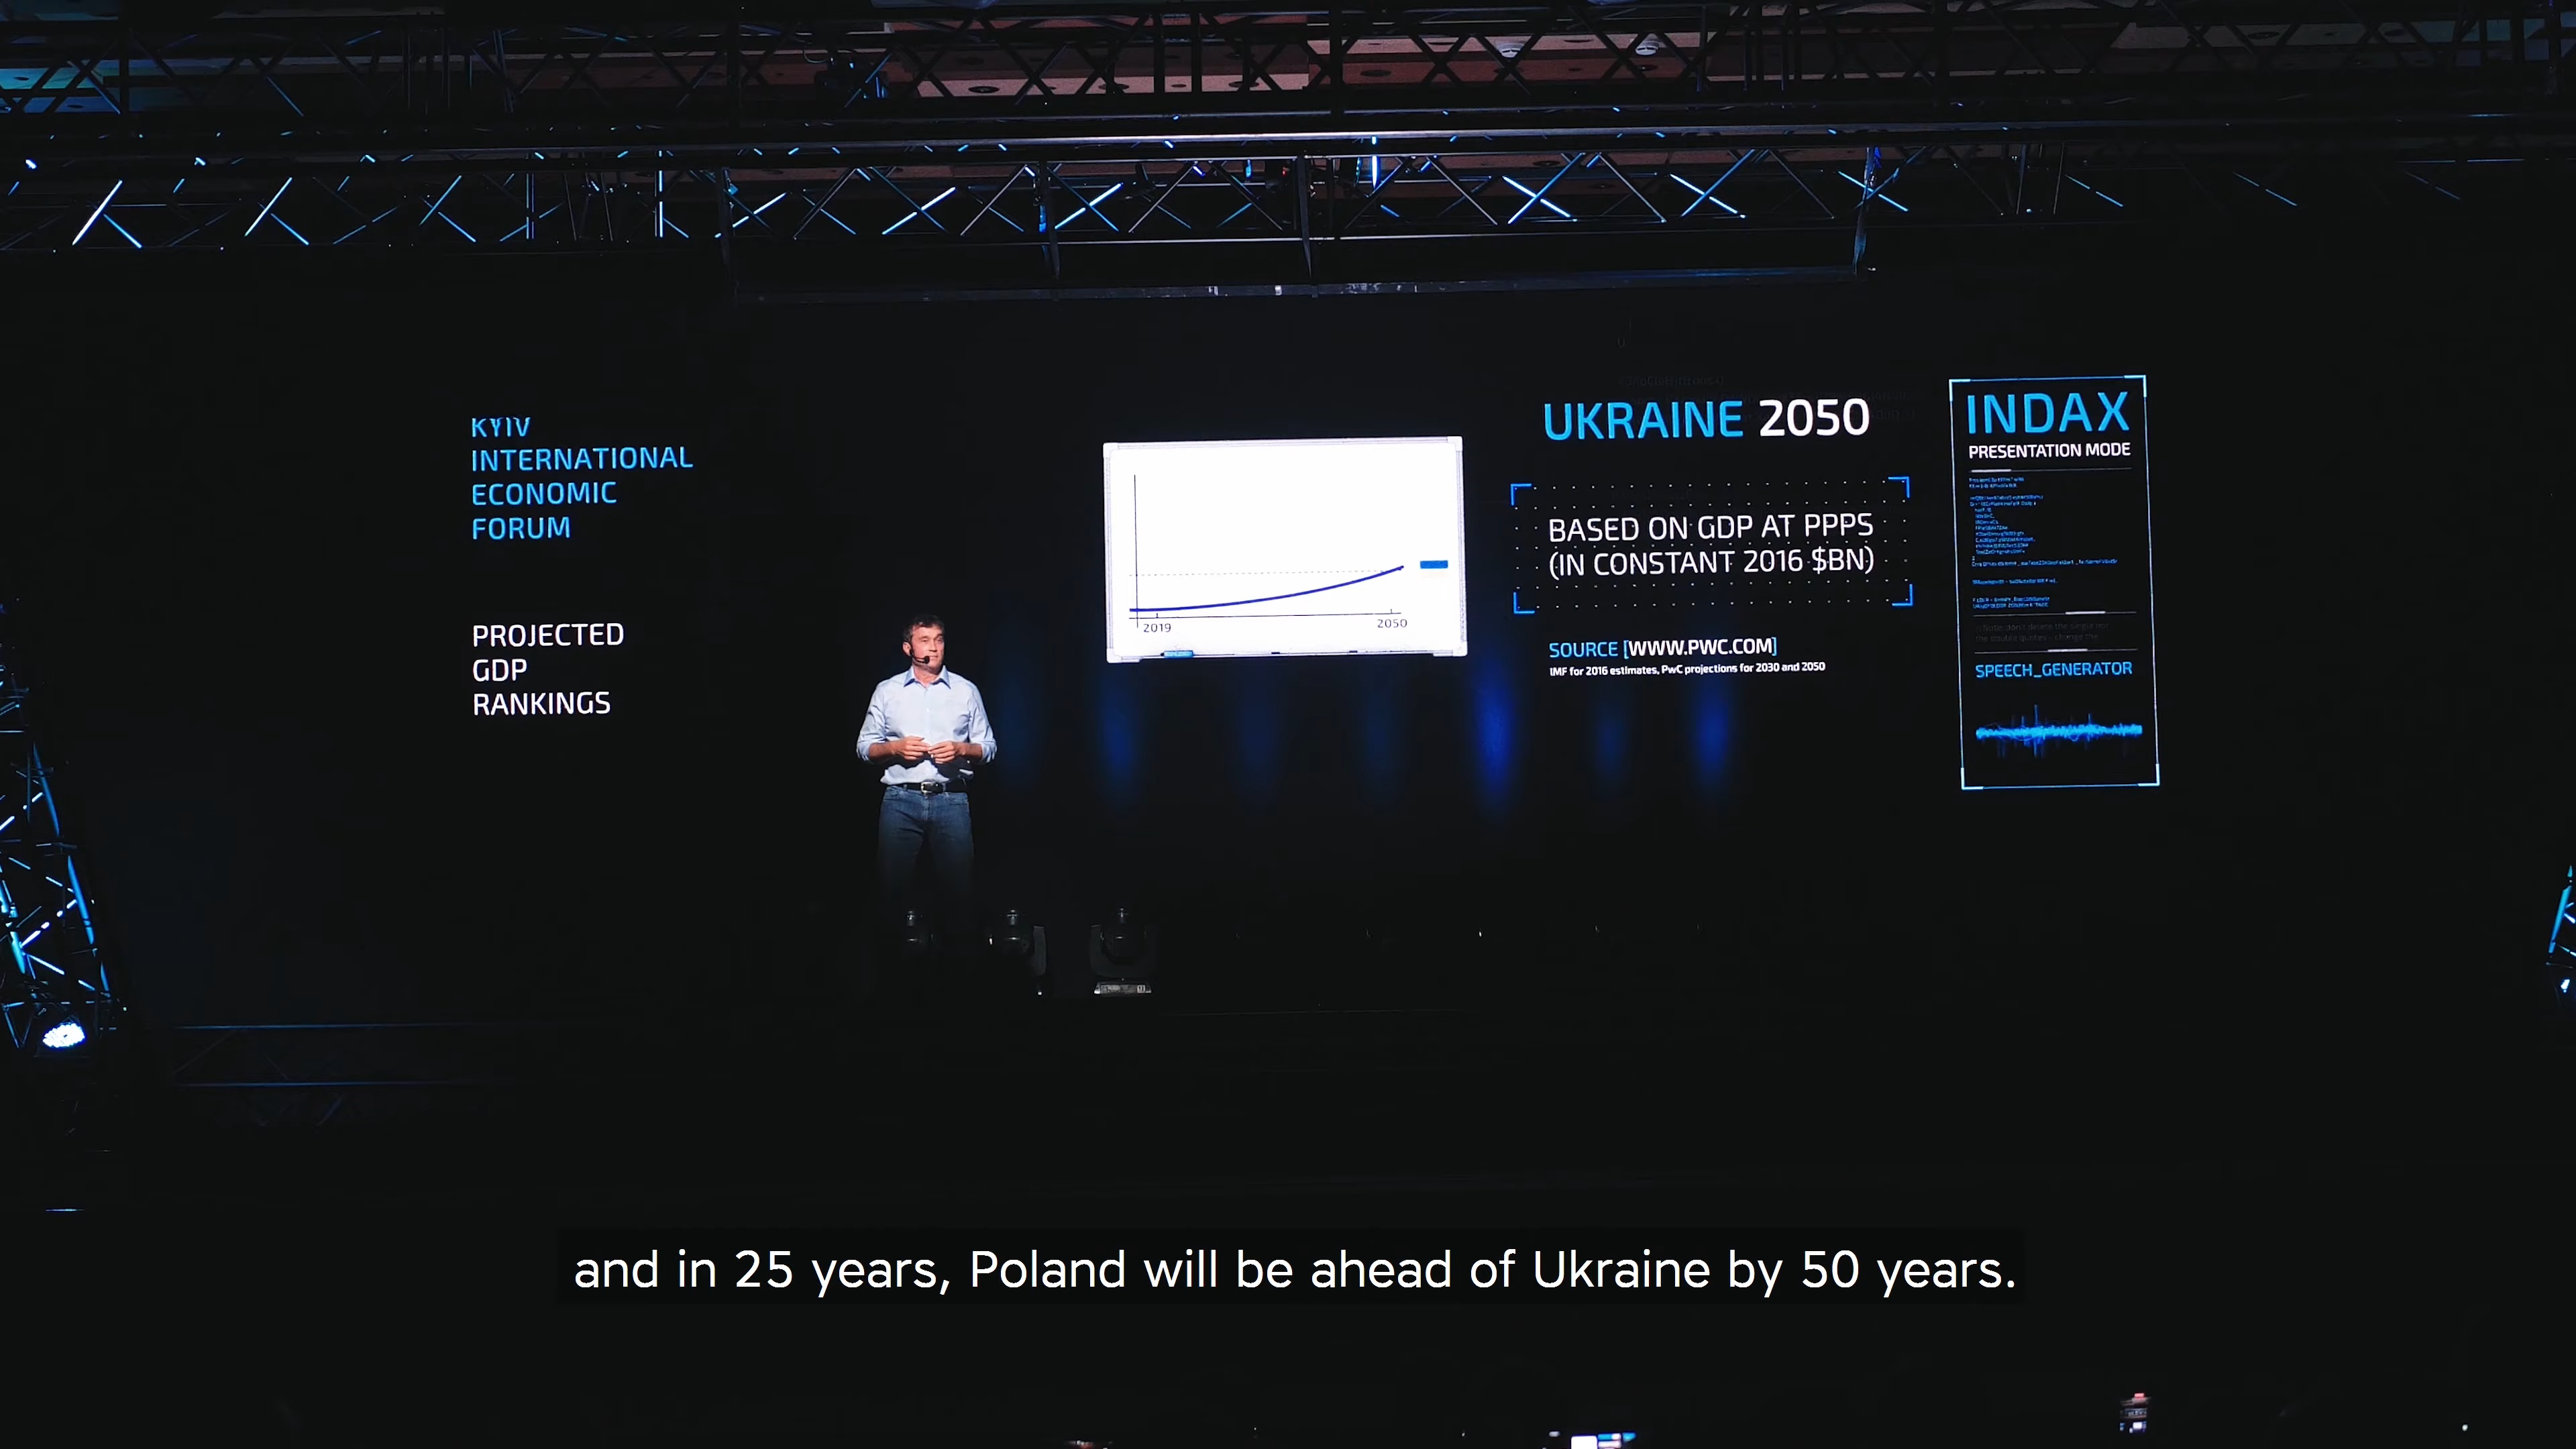 KYIV
INTERNATIONAL
ECONOMIC
FORUM
PROJECTED
GDP
RANKINGS
2019
2050
UKRAINE 2050
BASED ON GDP AT PPPS
(IN CONSTANT 2016 $BN)
SOURCE [WWW.PWC.COM]
IMF for 2016 estimates, PwC projections for 2030 and 2050
INDAX
PRESENTATION MODE
SPEECH_GENERATOR
and in 25 years, Poland will be ahead of Ukraine by 50 years.